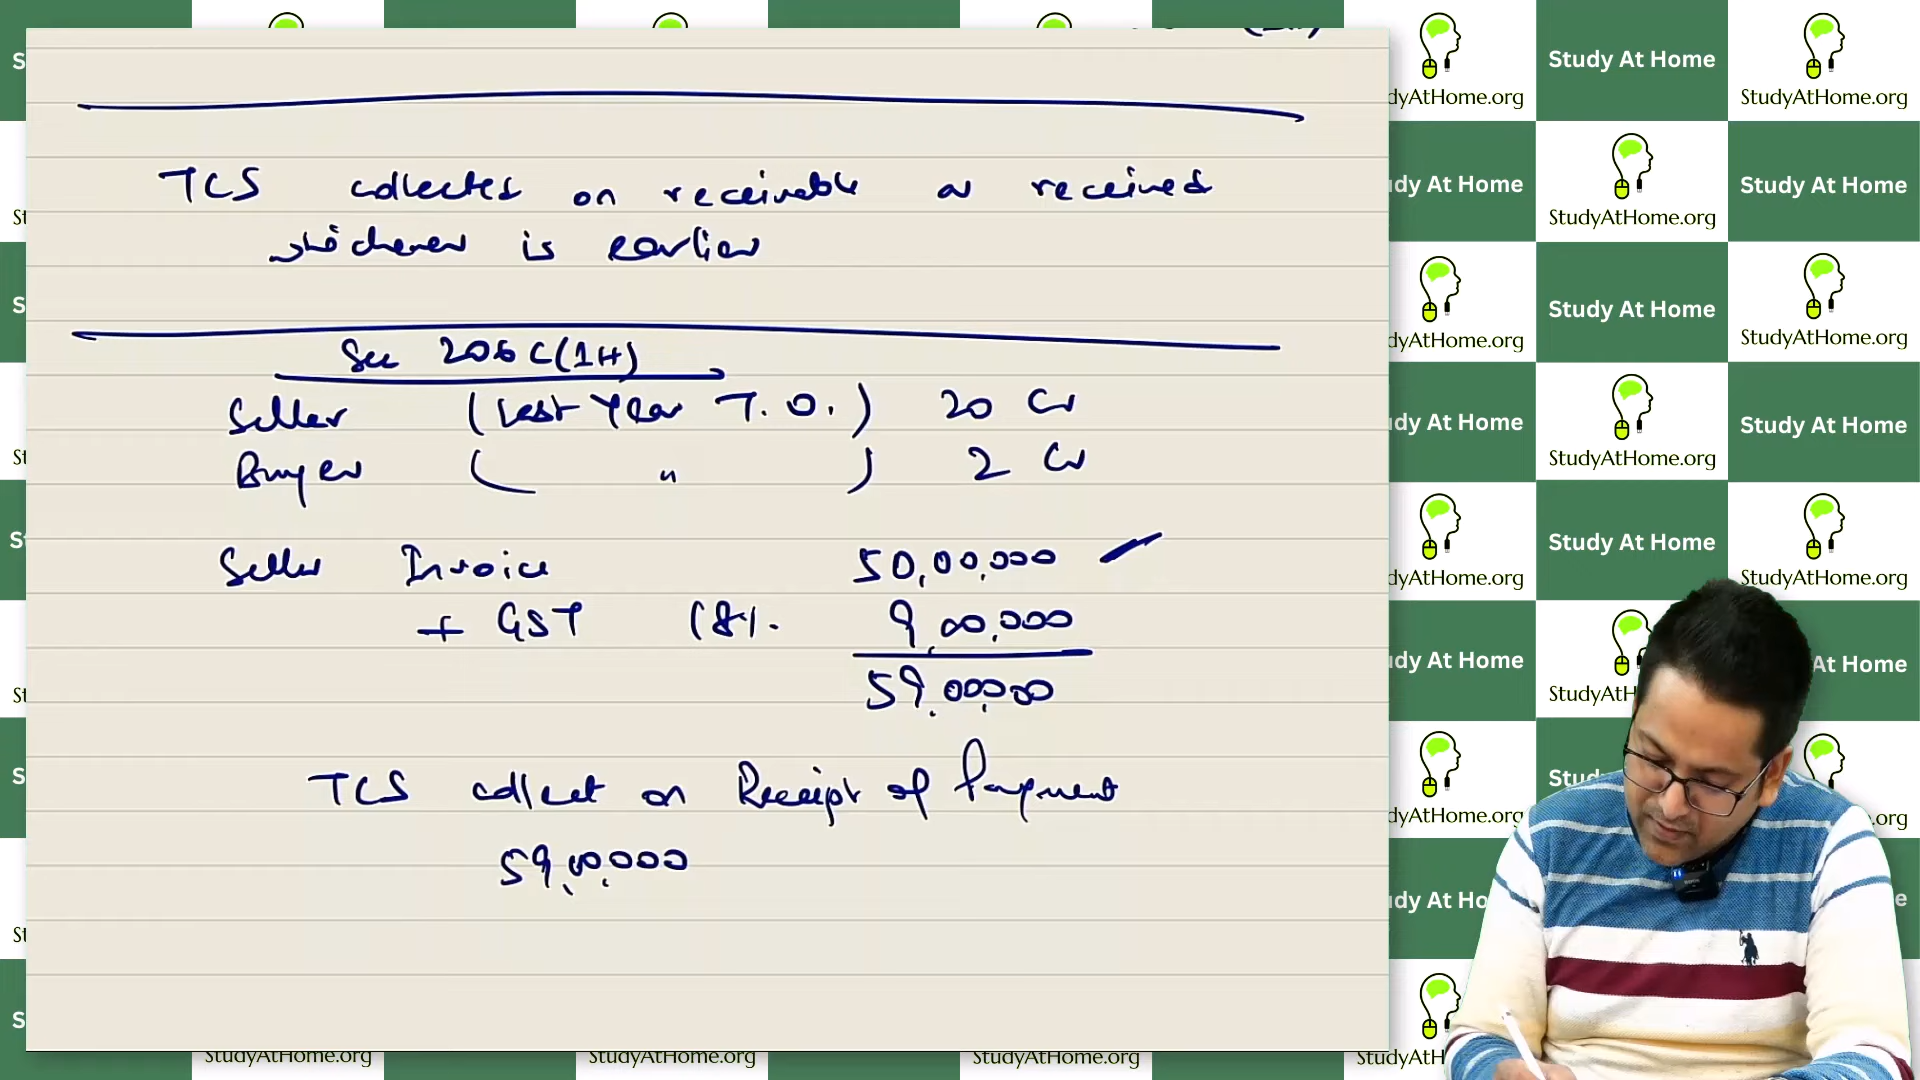 TCS collected on receivable or received
whichever is earlier
Sec 206C(1H)
Seller (Last Year T.O.) 20 Cr
Buyer ( " ) 2 Cr
Seller Invoice 50,00,000
+ GST 18%. 9,00,000
59,00,000
TCS collect on Receipt of Payment
59,00,000
Study At Home
StudyAtHome.org